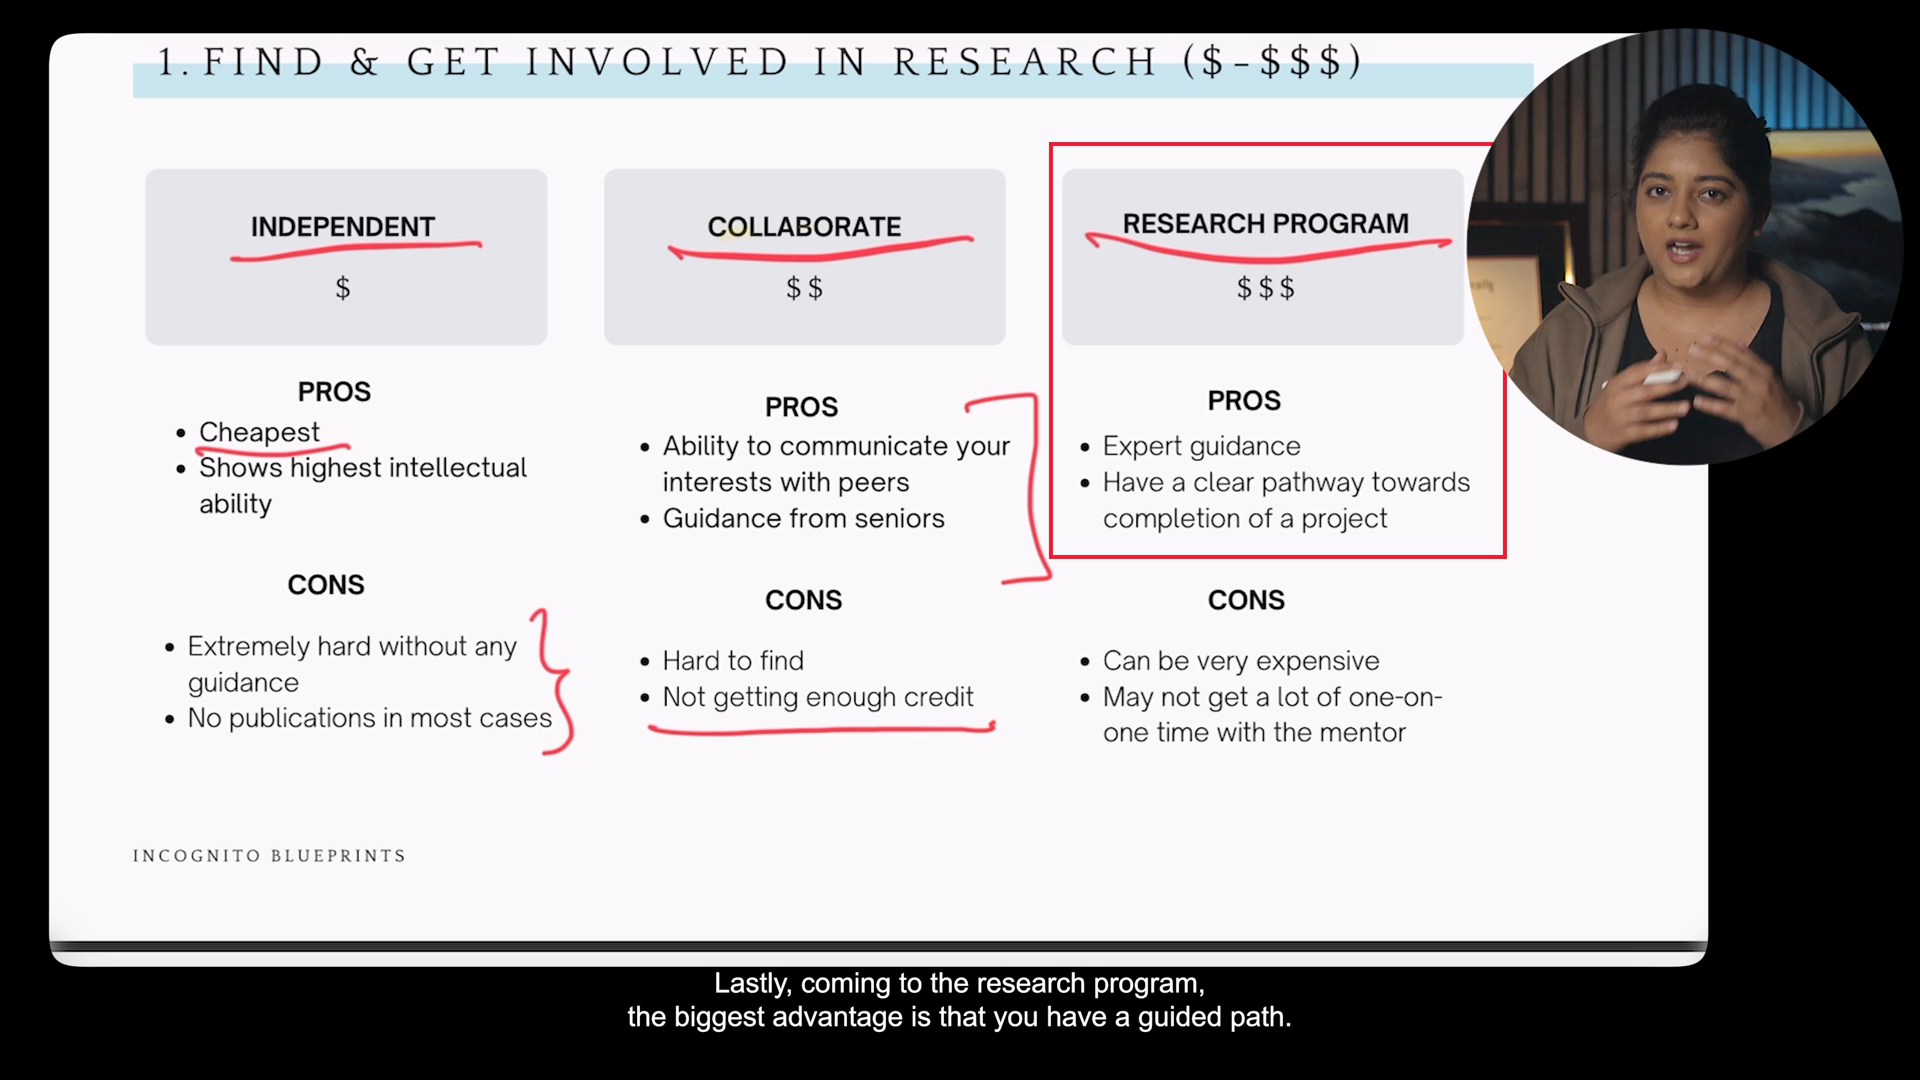 1. FIND & GET INVOLVED IN RESEARCH ($-$$$)
INDEPENDENT
$
PROS
• Cheapest
• Shows highest intellectual
ability
CONS
• Extremely hard without any
guidance
• No publications in most cases
COLLABORATE
$$
PROS
• Ability to communicate your
interests with peers
• Guidance from seniors
CONS
• Hard to find
• Not getting enough credit
RESEARCH PROGRAM
$$$
PROS
• Expert guidance
• Have a clear pathway towards
completion of a project
CONS
• Can be very expensive
• May not get a lot of one-on-
one time with the mentor
INCOGNITO BLUEPRINTS
Lastly, coming to the research program,
the biggest advantage is that you have a guided path.